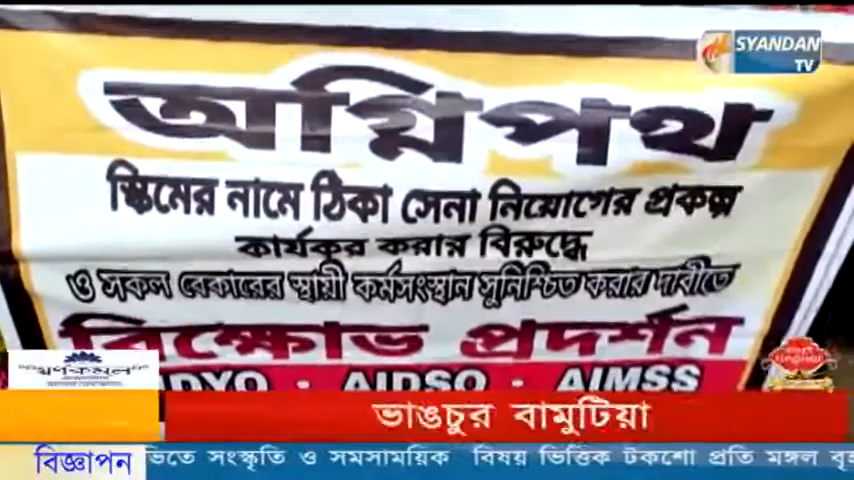 SYANDAN
TV
অগ্নিপথ
স্কিমের নামে ঠিকা সেনা নিয়োগের প্রকল্প
কার্যকর করার বিরুদ্ধে
ও সকল বেকারের স্থায়ী কর্মসংস্থান সুনিশ্চিত করার দাবীতে
বিক্ষোভ প্রদর্শন
AIDSO · AIMSS
ভাঙচুর বামুটিয়া
বিজ্ঞাপন ভিতে সংস্কৃতি ও সমসাময়িক বিষয় ভিত্তিক টকশো প্রতি মঙ্গল